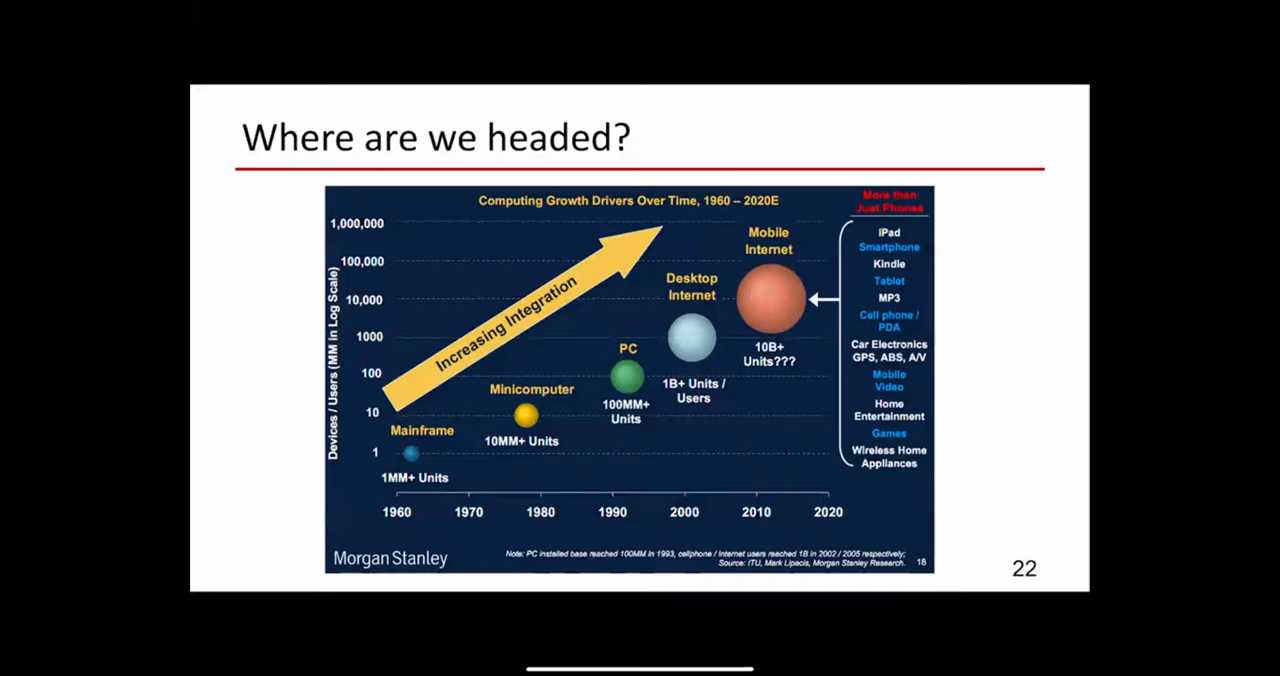 Where are we headed?
Computing Growth Drivers Over Time, 1960 – 2020E
More than
Just Phones
Devices / Users (MM in Log Scale)
1,000,000
100,000
10,000
1000
100
10
1
Increasing Integration
Mainframe
1MM+ Units
Minicomputer
10MM+ Units
PC
100MM+
Units
Desktop
Internet
1B+ Units /
Users
Mobile
Internet
10B+
Units???
iPad
Smartphone
Kindle
Tablet
MP3
Cell phone /
PDA
Car Electronics
GPS, ABS, A/V
Mobile
Video
Home
Entertainment
Games
Wireless Home
Appliances
1960 1970 1980 1990 2000 2010 2020
Morgan Stanley
Note: PC installed base reached 100MM in 1993, cellphone / Internet users reached 1B in 2002 / 2005 respectively;
Source: ITU, Mark Lipacis, Morgan Stanley Research.
18
22